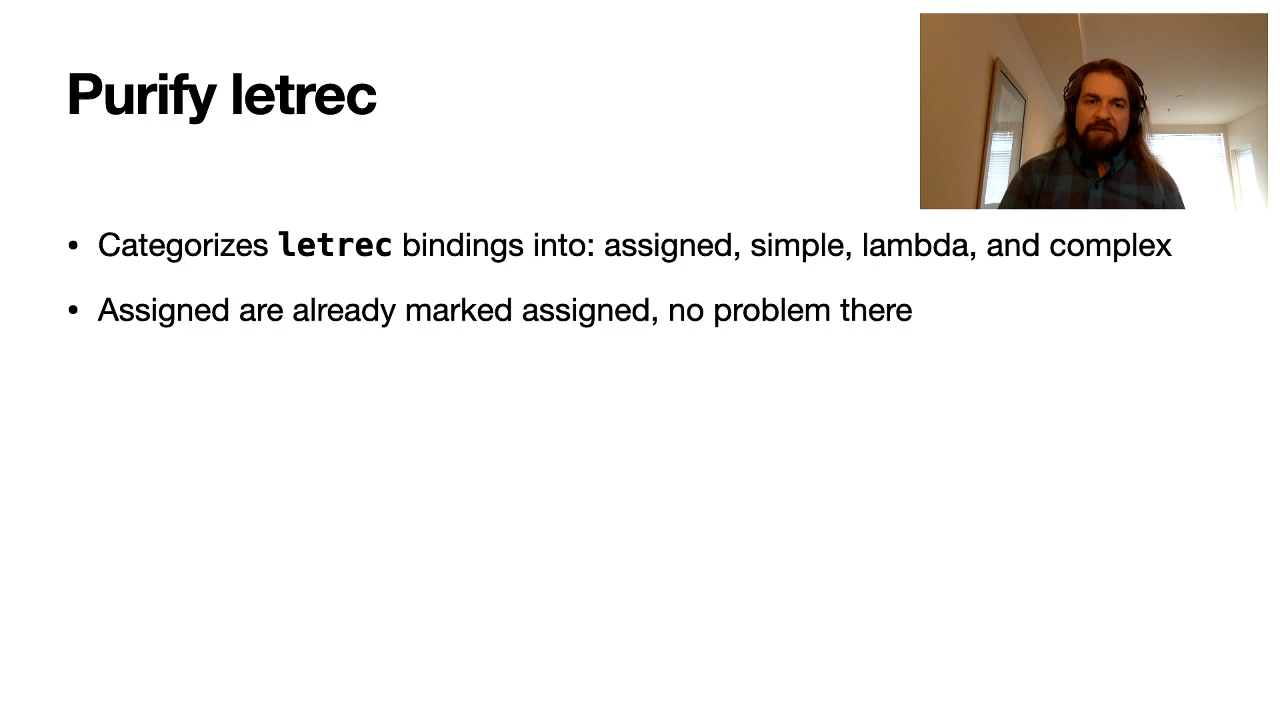 Purify letrec
• Categorizes letrec bindings into: assigned, simple, lambda, and complex
• Assigned are already marked assigned, no problem there